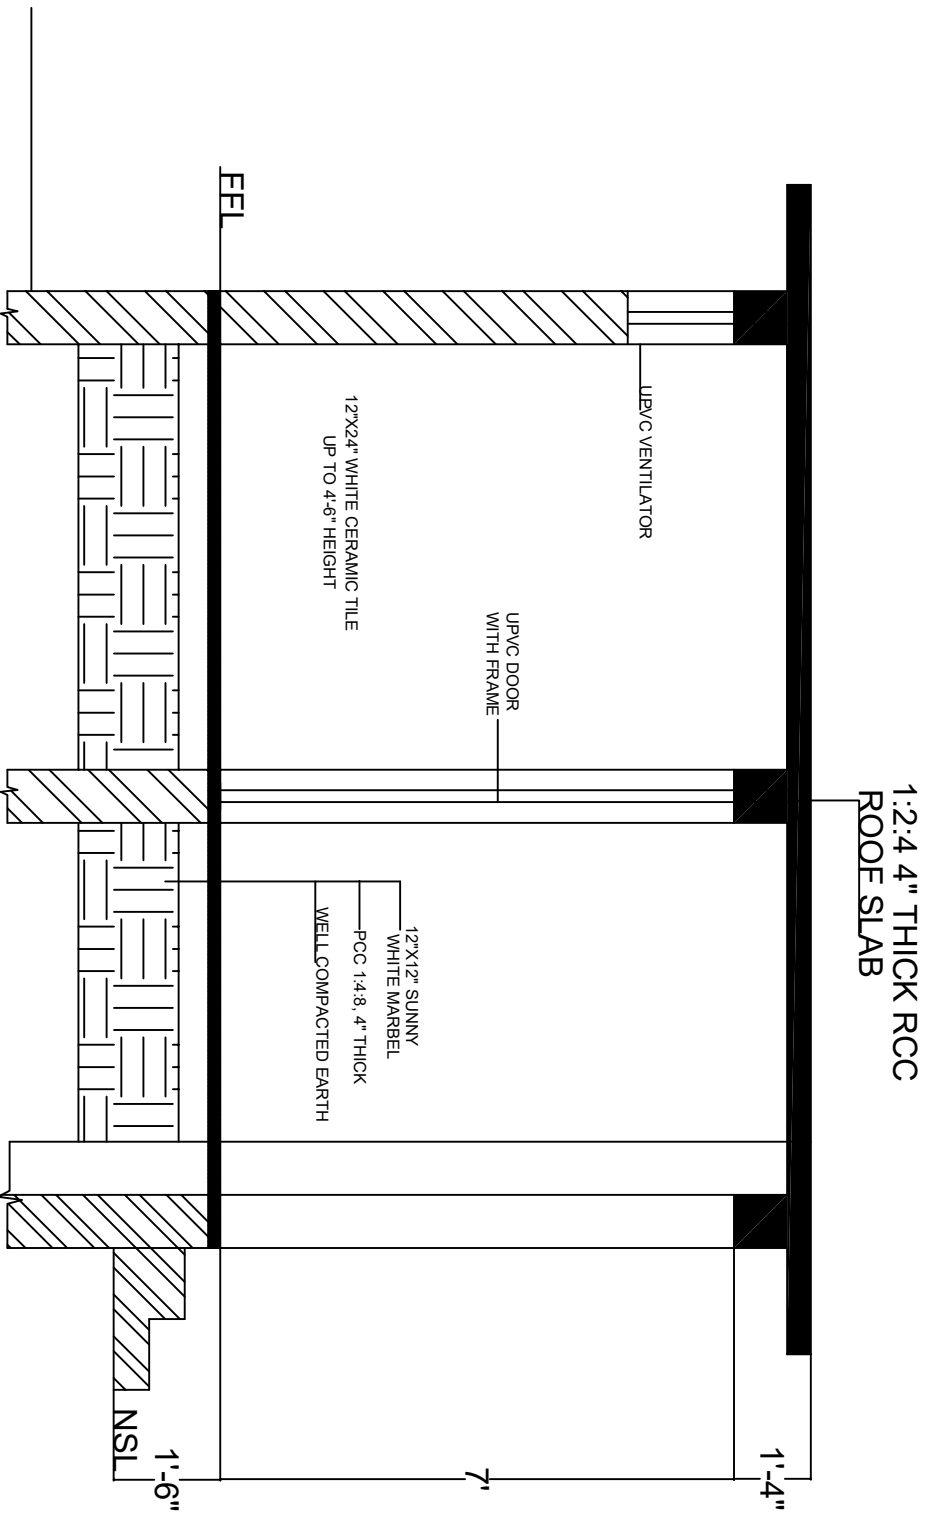 1:2:4 4" THICK RCC
ROOF SLAB
1'-4"
UPVC VENTILATOR
UPVC DOOR
WITH FRAME
7'
12"X24" WHITE CERAMIC TILE
UP TO 4'-6" HEIGHT
12"X12" SUNNY
WHITE MARBEL
PCC 1:4:8, 4" THICK
WELL COMPACTED EARTH
FFL
1'-6"
NSL